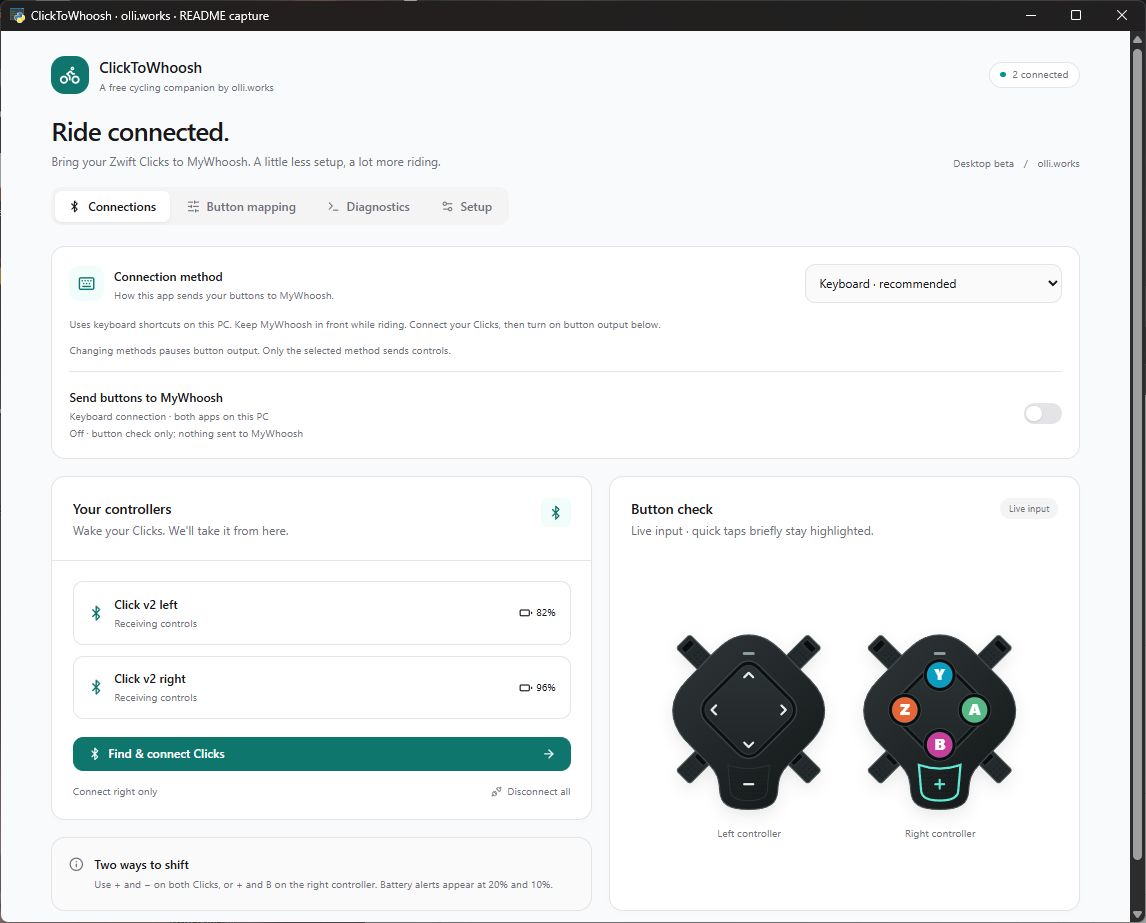 ClickToWhoosh · olli.works · README capture
ClickToWhoosh
A free cycling companion by olli.works
2 connected
Ride connected.
Bring your Zwift Clicks to MyWhoosh. A little less setup, a lot more riding.
Desktop beta / olli.works
Connections
Button mapping
Diagnostics
Setup
Connection method
How this app sends your buttons to MyWhoosh.
Keyboard · recommended
Uses keyboard shortcuts on this PC. Keep MyWhoosh in front while riding. Connect your Clicks, then turn on button output below.
Changing methods pauses button output. Only the selected method sends controls.
Send buttons to MyWhoosh
Keyboard connection · both apps on this PC
Off · button check only; nothing sent to MyWhoosh
Your controllers
Wake your Clicks. We'll take it from here.
Click v2 left
Receiving controls
82%
Click v2 right
Receiving controls
96%
Find & connect Clicks
Connect right only
Disconnect all
Two ways to shift
Use + and − on both Clicks, or + and B on the right controller. Battery alerts appear at 20% and 10%.
Button check
Live input
Live input · quick taps briefly stay highlighted.
Y
Z
A
B
−
+
Left controller
Right controller